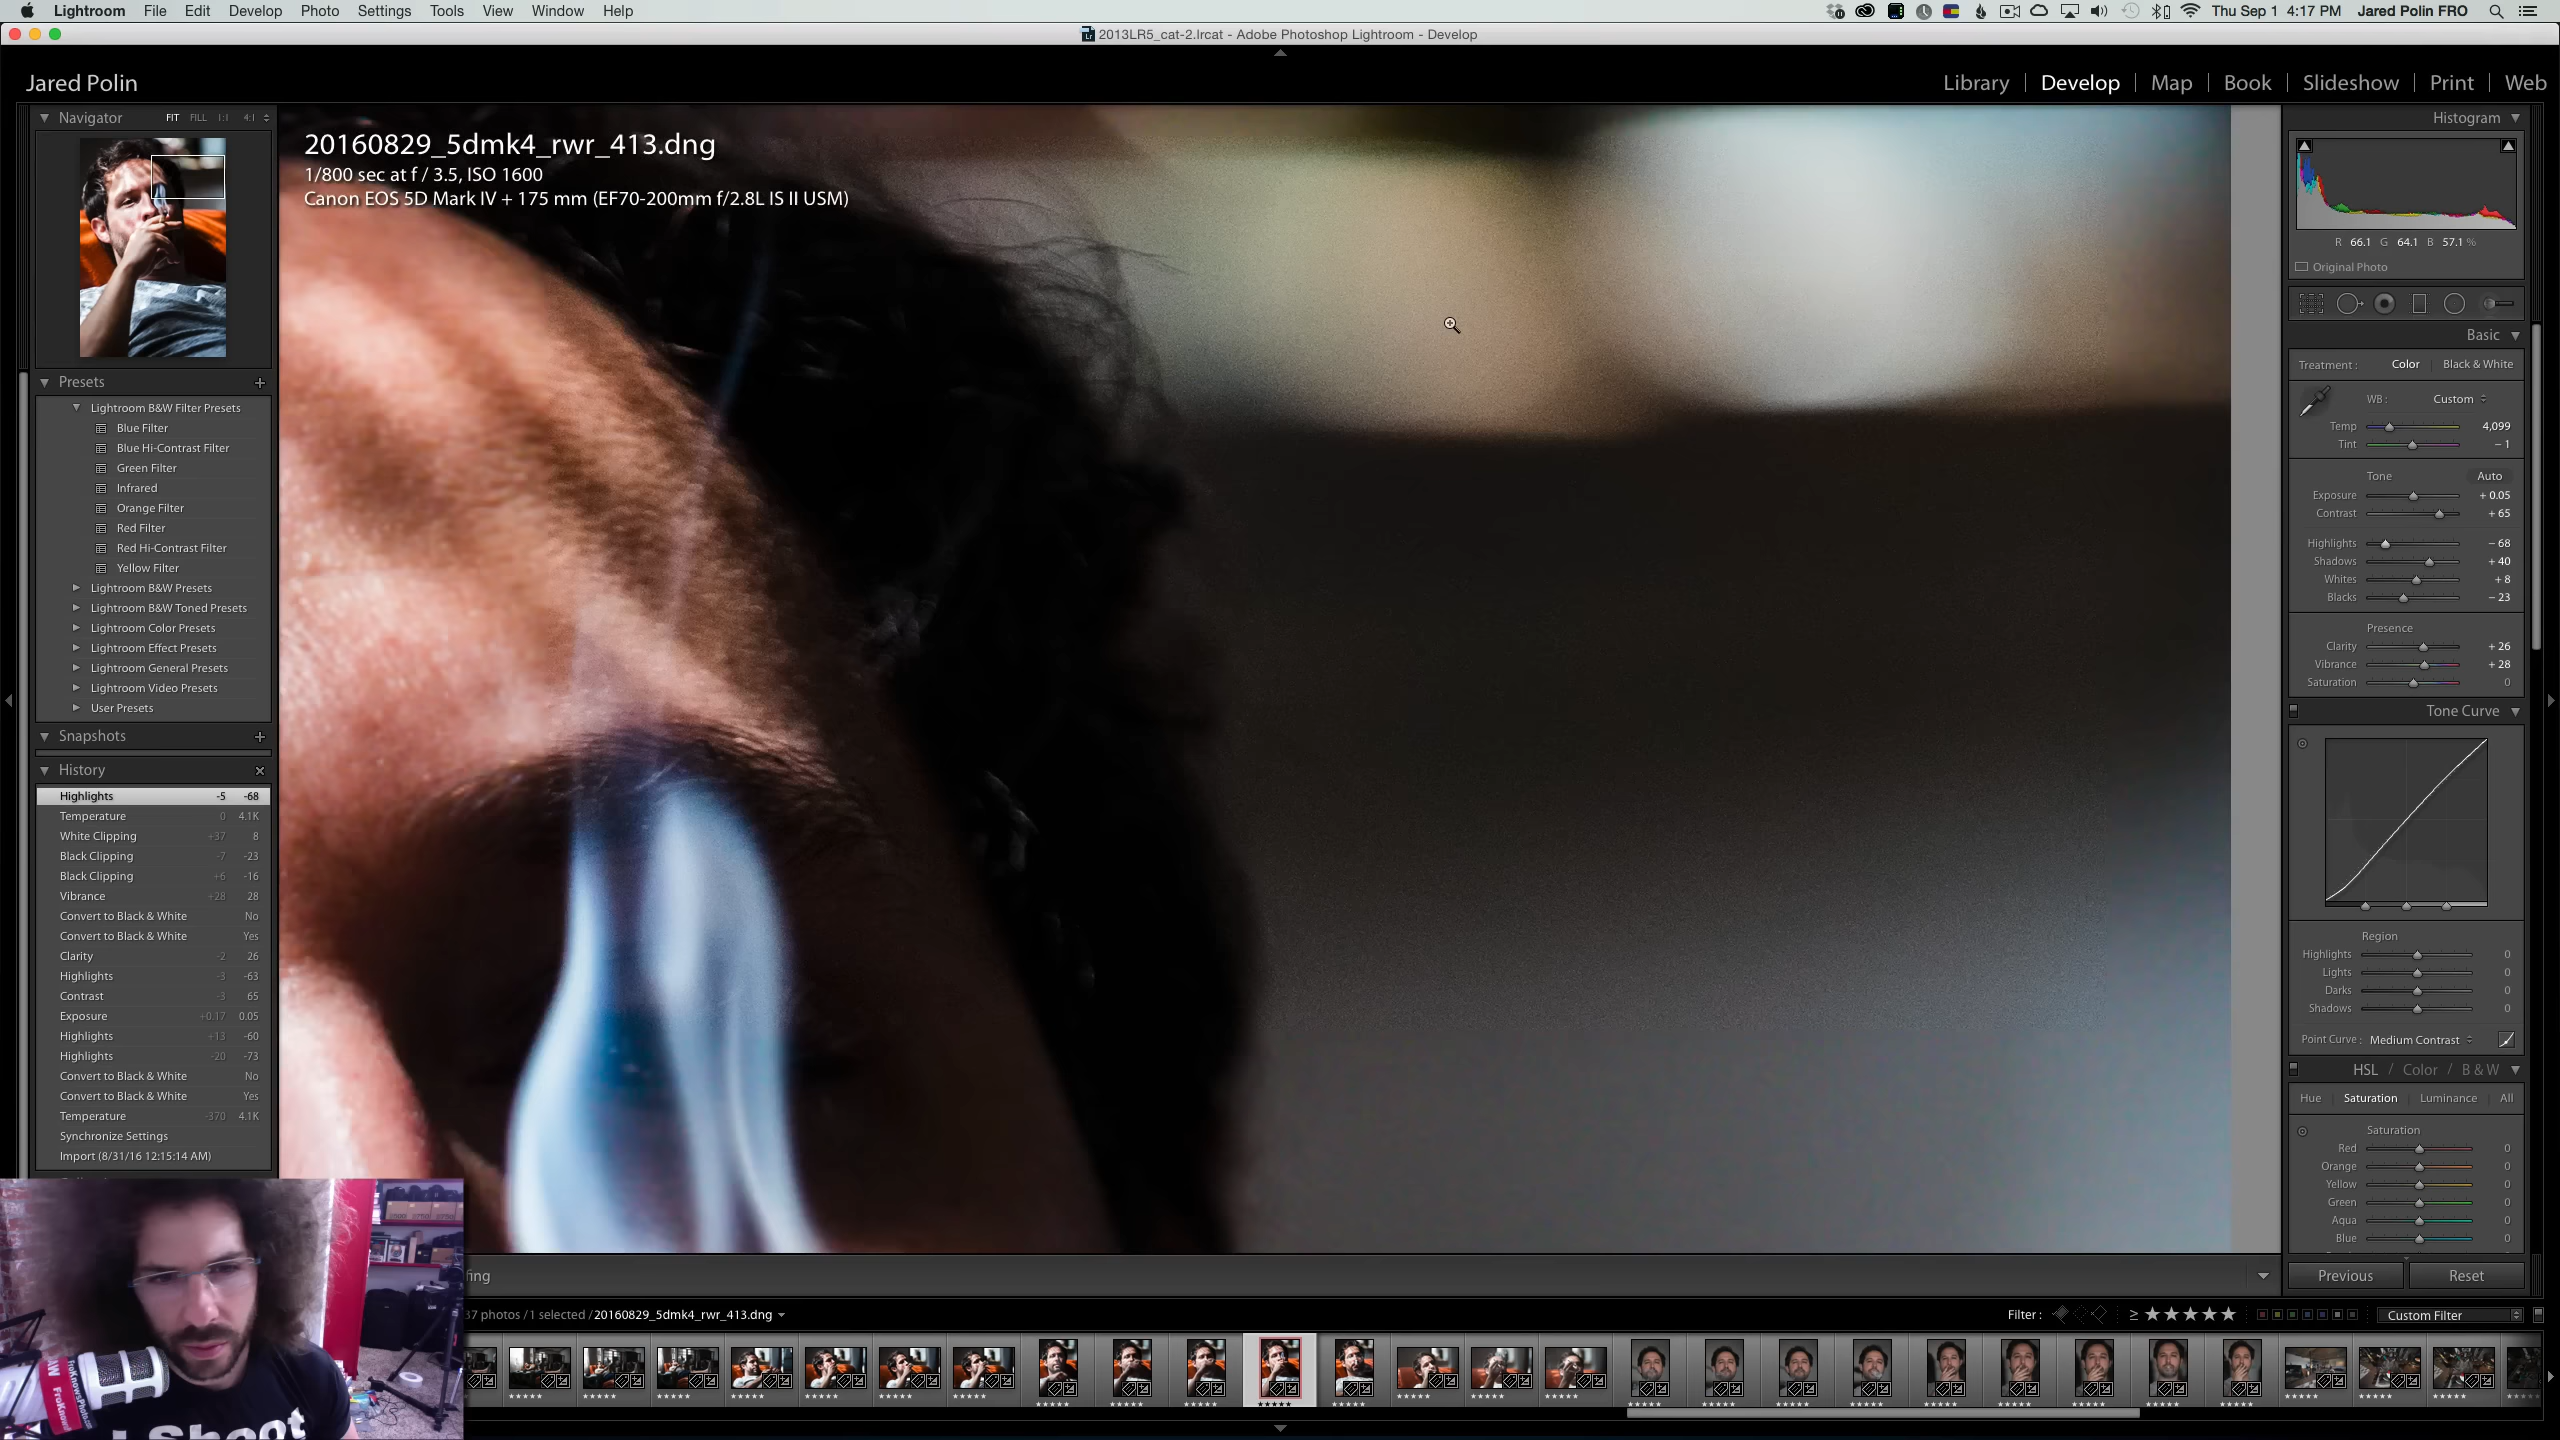 Lightroom File Edit Develop Photo Settings Tools View Window Help Thu Sep 1 4:17 PM Jared Polin FRO
2013LR5_cat-2.lrcat - Adobe Photoshop Lightroom - Develop
Jared Polin
Library | Develop | Map | Book | Slideshow | Print | Web
Navigator FIT FILL 1:1 4:1
20160829_5dmk4_rwr_413.dng
1/800 sec at f / 3.5, ISO 1600
Canon EOS 5D Mark IV + 175 mm (EF70-200mm f/2.8L IS II USM)
Presets +
Lightroom B&W Filter Presets
Blue Filter
Blue Hi-Contrast Filter
Green Filter
Infrared
Orange Filter
Red Filter
Red Hi-Contrast Filter
Yellow Filter
Lightroom B&W Presets
Lightroom B&W Toned Presets
Lightroom Color Presets
Lightroom Effect Presets
Lightroom General Presets
Lightroom Video Presets
User Presets
Snapshots +
History ×
Highlights -5 -68
Temperature 0 4.1K
White Clipping +37 8
Black Clipping -7 -23
Black Clipping +6 -16
Vibrance +28 28
Convert to Black & White No
Convert to Black & White Yes
Clarity -2 26
Highlights -3 -63
Contrast -3 65
Exposure +0.17 0.05
Highlights +13 -60
Highlights -20 -73
Convert to Black & White No
Convert to Black & White Yes
Temperature -370 4.1K
Synchronize Settings
Import (8/31/16 12:15:14 AM)
Histogram
R 66.1 G 64.1 B 57.1 %
Original Photo
Basic
Treatment : Color | Black & White
WB : Custom
Temp 4,099
Tint – 1
Tone Auto
Exposure + 0.05
Contrast + 65
Highlights – 68
Shadows + 40
Whites + 8
Blacks – 23
Presence
Clarity + 26
Vibrance + 28
Saturation 0
Tone Curve
Region
Highlights 0
Lights 0
Darks 0
Shadows 0
Point Curve : Medium Contrast
HSL / Color / B & W
Hue Saturation Luminance All
Saturation
Red 0
Orange 0
Yellow 0
Green 0
Aqua 0
Blue 0
Previous Reset
fing
37 photos / 1 selected / 20160829_5dmk4_rwr_413.dng
Filter : ≥ ★★★★★ Custom Filter
Shoot